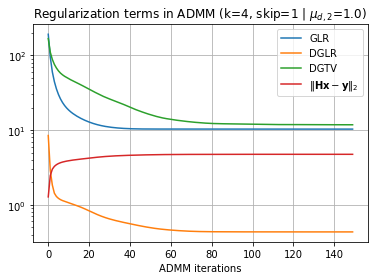 Regularization terms in ADMM (k=4, skip=1 | μ_{d,2}=1.0)
GLR
DGLR
DGTV
‖Hx − y‖₂
10²
10¹
10⁰
0 20 40 60 80 100 120 140
ADMM iterations